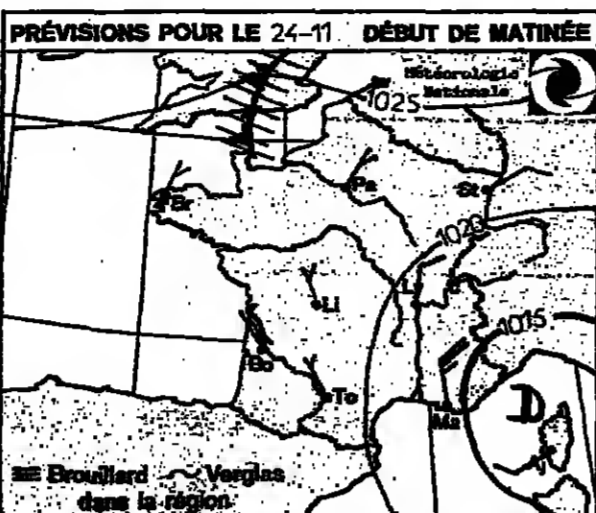 PRÉVISIONS POUR LE 24-11 DÉBUT DE MATINÉE
Météorologie
Nationale
1025
Pa
St
Br
1020
L
Li
1015
Bo
To
D
Ma
Brouillard Verglas
dans la région